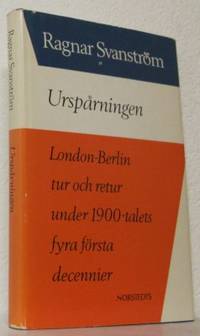 Ragnar Svanström
Urspårningen
London-Berlin
tur och retur
under 1900-talets
fyra första
decennier
NORSTEDTS
Ragnar Svanström
Urspårningen